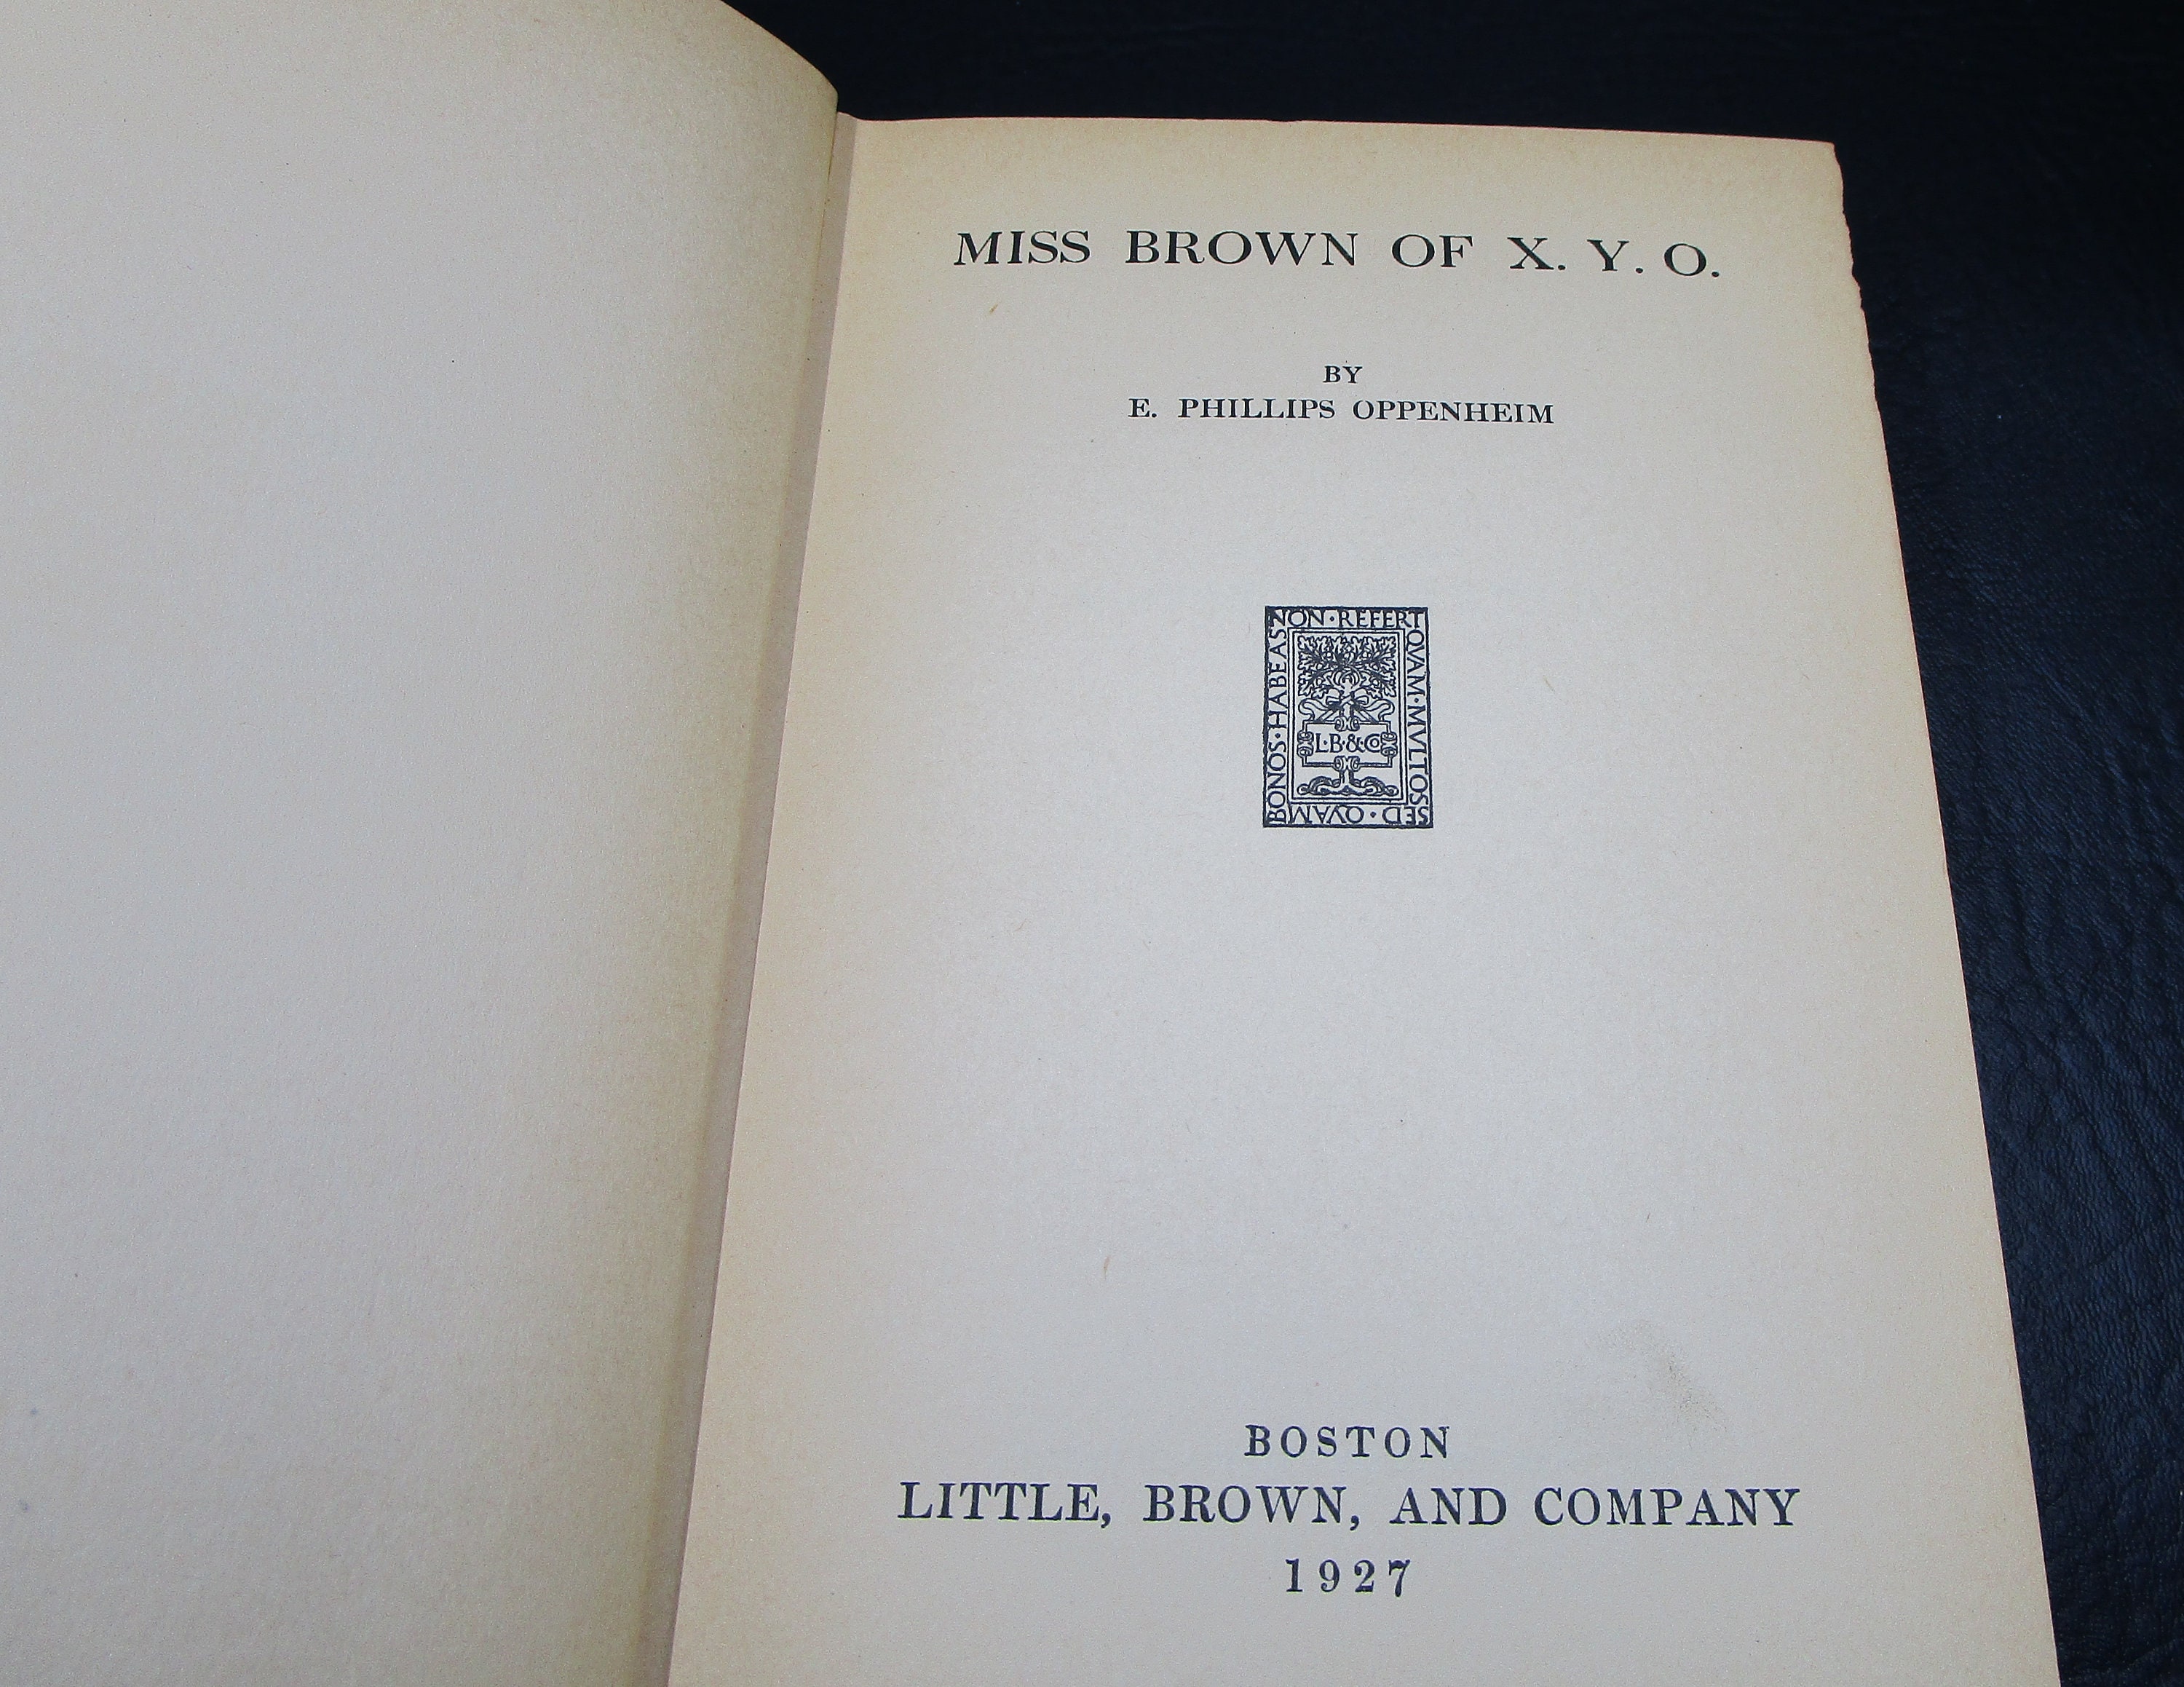 MISS BROWN OF X. Y. O.
BY
E. PHILLIPS OPPENHEIM
NON·REFERT
QVAM·MVLTOS
SED·QVAM
BONOS·HABEAS
L·B·&·Co
BOSTON
LITTLE, BROWN, AND COMPANY
1927